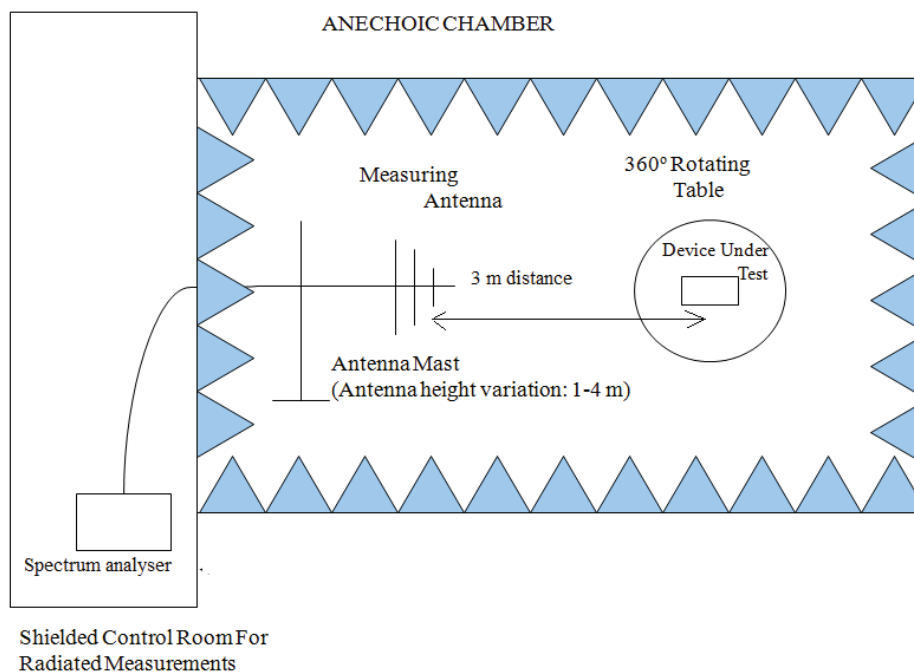 ANECHOIC CHAMBER
Measuring
Antenna
360º Rotating
Table
Device Under
Test
3 m distance
Antenna Mast
(Antenna height variation: 1-4 m)
Spectrum analyser
Shielded Control Room For
Radiated Measurements